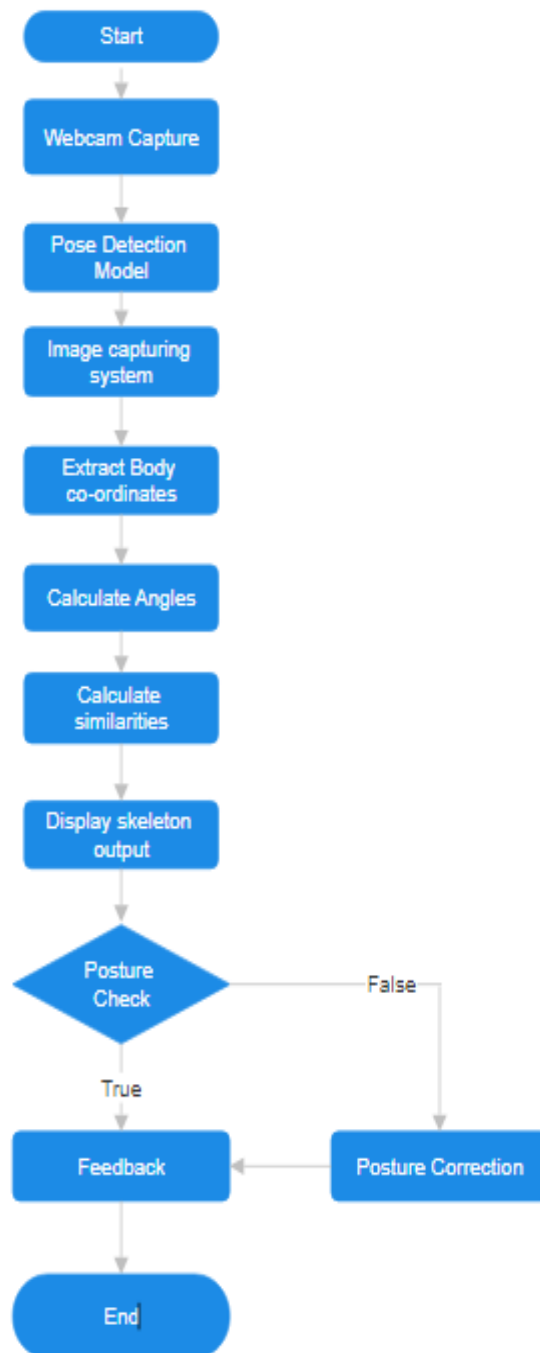 Start
Webcam Capture
Pose Detection
Model
Image capturing
system
Extract Body
co-ordinates
Calculate Angles
Calculate
similarities
Display skeleton
output
Posture
Check
False
True
Feedback
Posture Correction
End